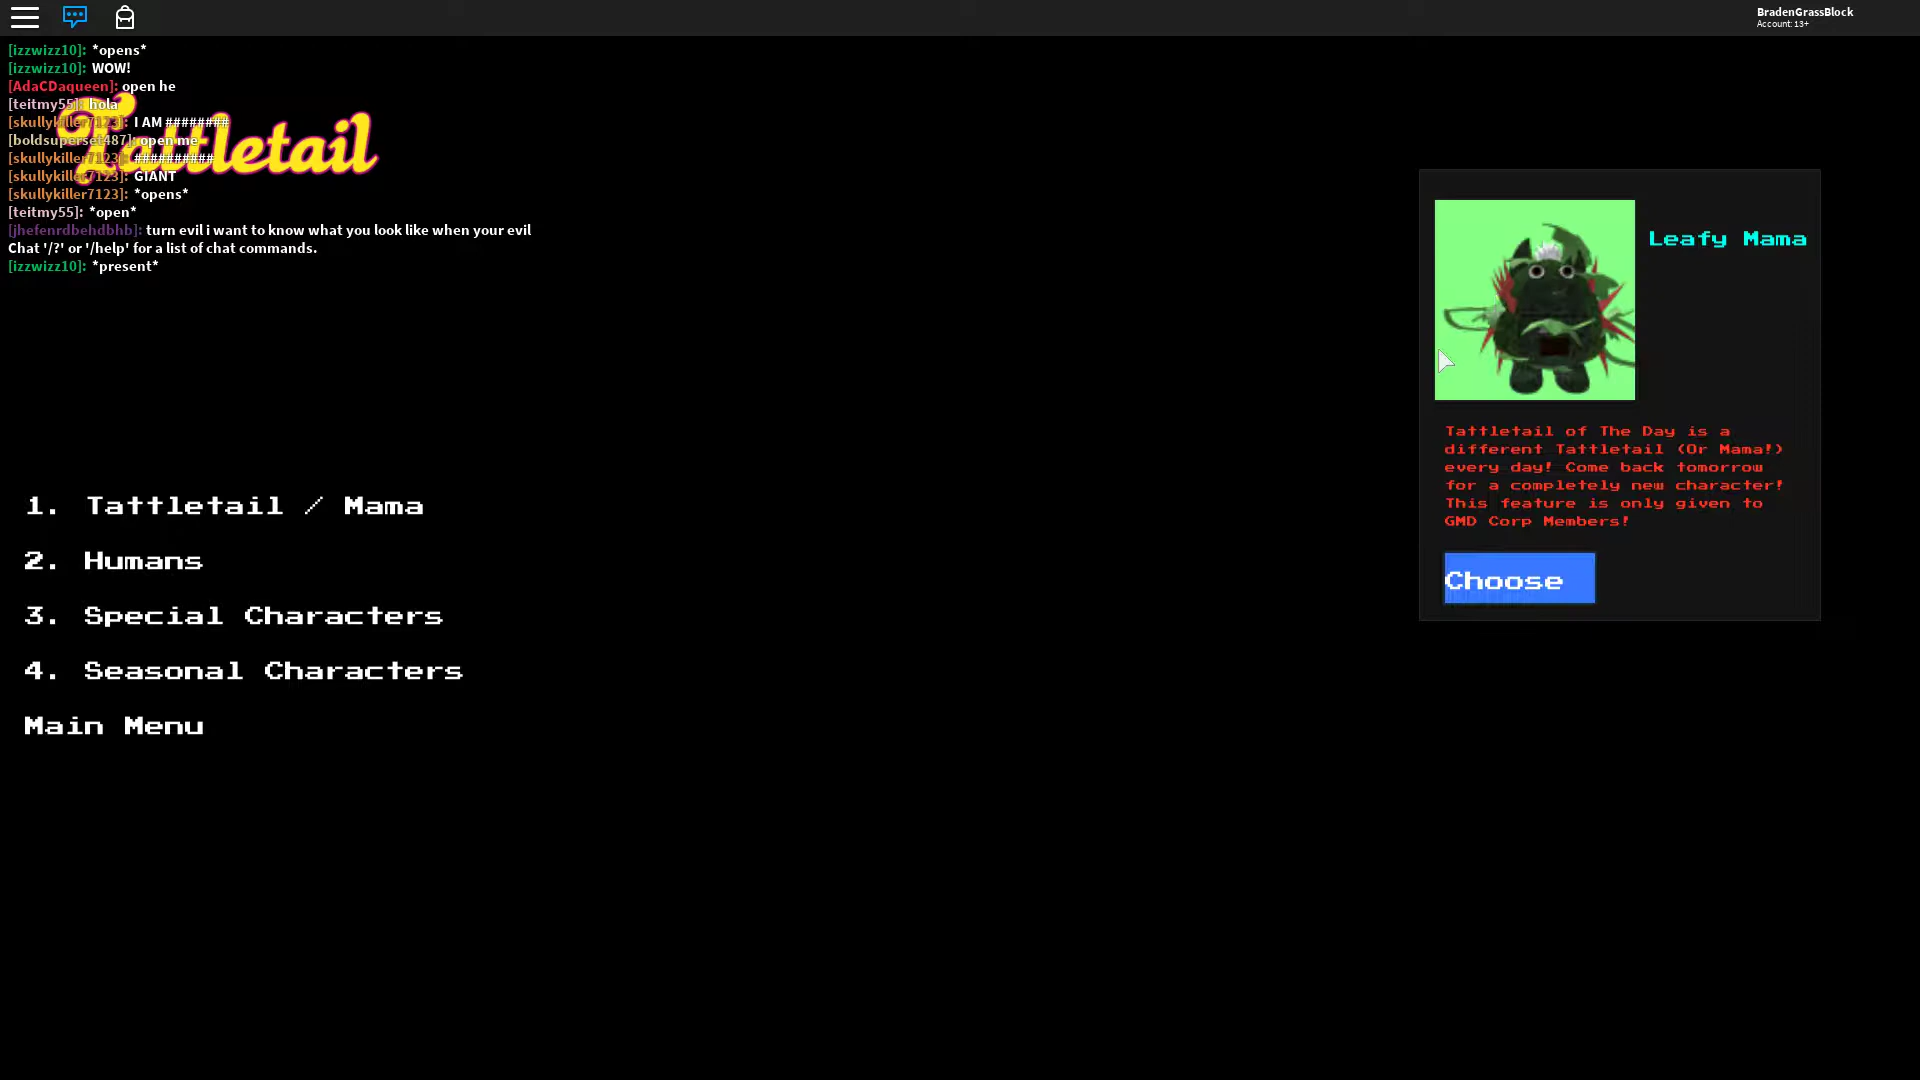 BradenGrassBlock
Account: 13+
[izzwizz10]: *opens*
[izzwizz10]: WOW!
[AdaCDaqueen]: open he
[teitmy55]: hola
[skullykiller7123]: I AM ########
[boldsuperset487]: open me
[skullykiller7123]: ##########
[skullykiller7123]: GIANT
[skullykiller7123]: *opens*
[teitmy55]: *open*
[jhefenrdbehdbhb]: turn evil i want to know what you look like when your evil
Chat '/?' or '/help' for a list of chat commands.
[izzwizz10]: *present*
Tattletail
1. Tattletail / Mama
2. Humans
3. Special Characters
4. Seasonal Characters
Main Menu
Leafy Mama
Tattletail of The Day is a
different Tattletail (Or Mama!)
every day! Come back tomorrow
for a completely new character!
This feature is only given to
GMD Corp Members!
Choose